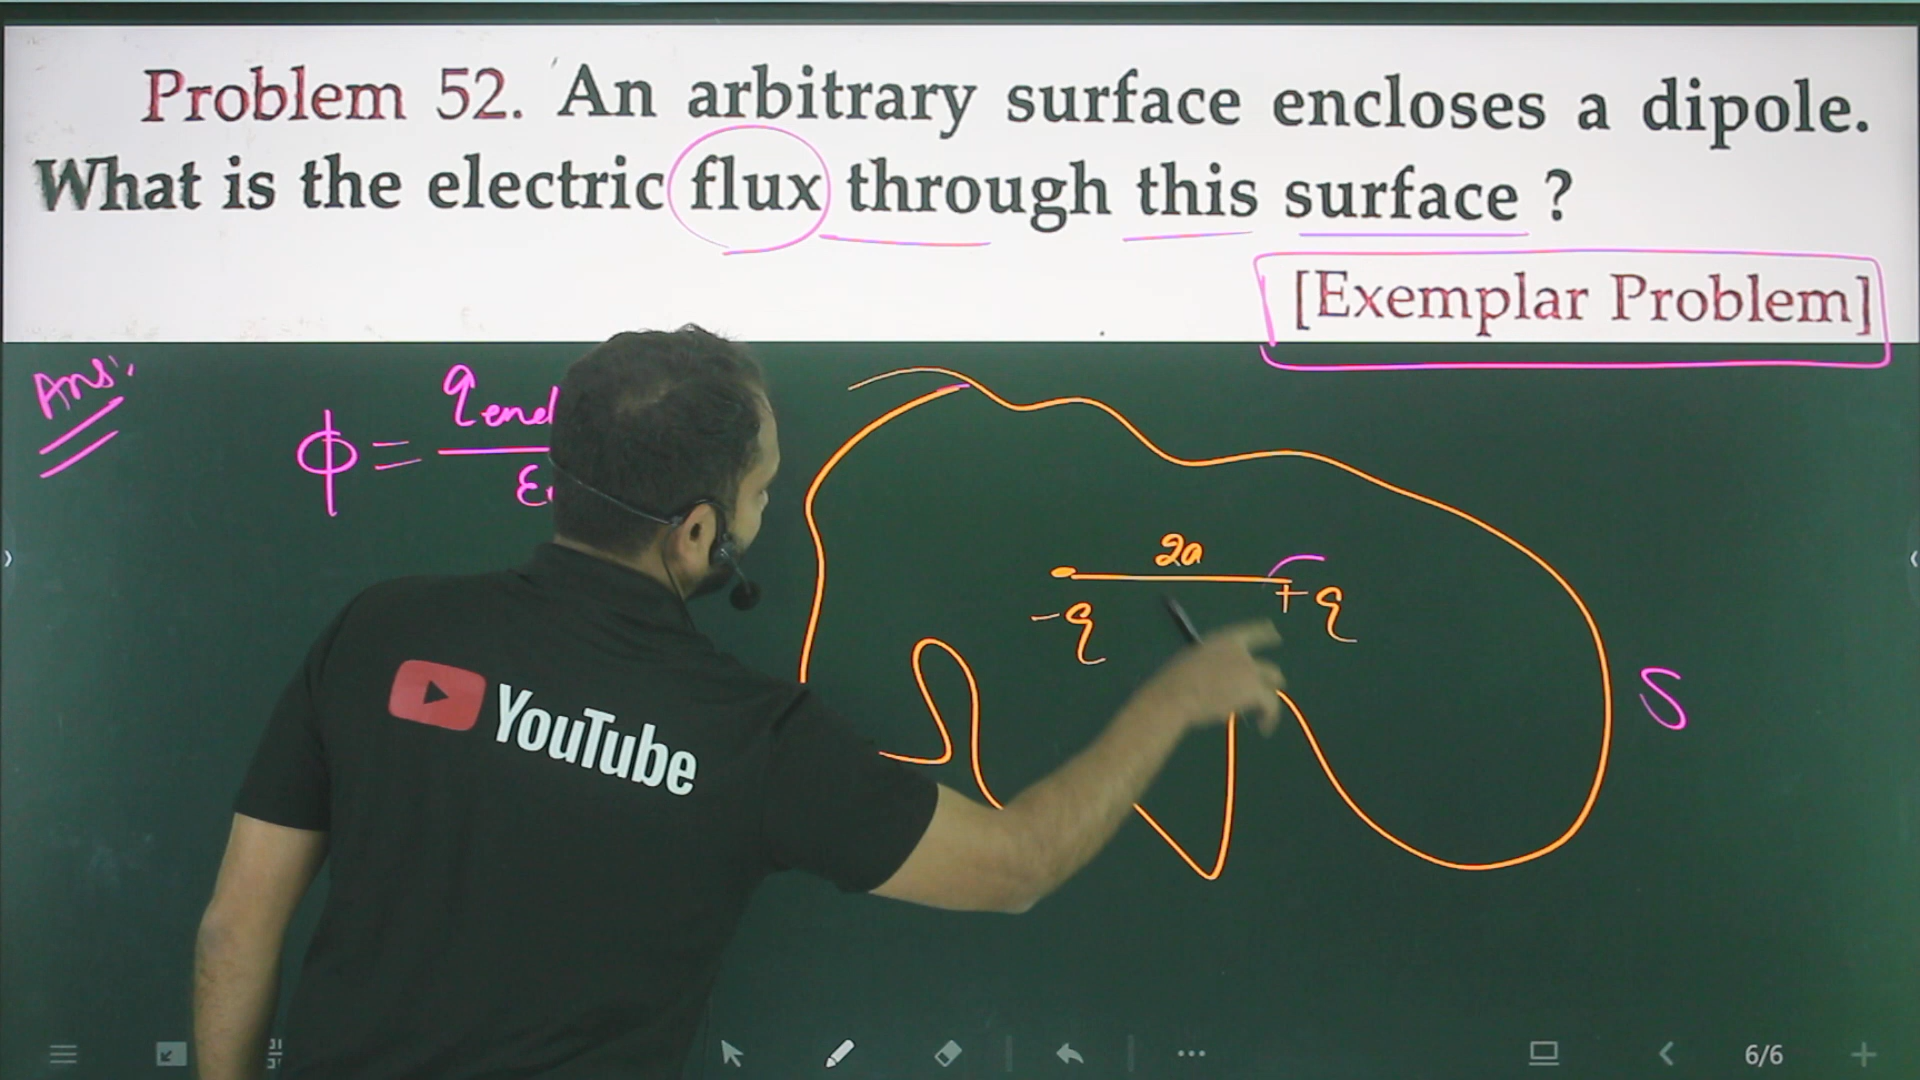 Problem 52. An arbitrary surface encloses a dipole.
What is the electric flux through this surface ?
[Exemplar Problem]
Ans:
ϕ = qencl
ε
2a
-q
+q
S
YouTube
6/6